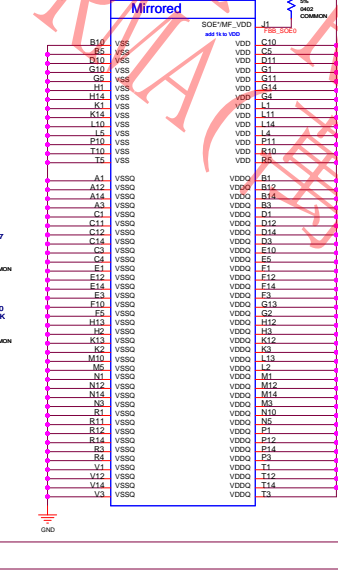 5%
0402
COMMON
Mirrored
SOE*/MF_VDD J1
add 1k to VDD FBB_SOE0
B10 VSS VDD C10
B5 VSS VDD C5
D10 VSS VDD D11
G10 VSS VDD G1
G5 VSS VDD G11
H1 VSS VDD G14
H14 VSS VDD G4
K1 VSS VDD L1
K14 VSS VDD L11
L10 VSS VDD L14
L5 VSS VDD L4
P10 VSS VDD P11
T10 VSS VDD R10
T5 VSS VDD R5
A1 VSSQ VDDQ B1
A12 VSSQ VDDQ B12
A14 VSSQ VDDQ B14
A3 VSSQ VDDQ B3
C1 VSSQ VDDQ D1
C11 VSSQ VDDQ D12
C12 VSSQ VDDQ D14
C14 VSSQ VDDQ D3
C3 VSSQ VDDQ E10
C4 VSSQ VDDQ E5
E1 VSSQ VDDQ F1
E12 VSSQ VDDQ F12
E14 VSSQ VDDQ F14
E3 VSSQ VDDQ F3
F10 VSSQ VDDQ G13
F5 VSSQ VDDQ G2
H13 VSSQ VDDQ H12
H2 VSSQ VDDQ H3
K13 VSSQ VDDQ K12
K2 VSSQ VDDQ K3
M10 VSSQ VDDQ L13
M5 VSSQ VDDQ L2
N1 VSSQ VDDQ M1
N12 VSSQ VDDQ M12
N14 VSSQ VDDQ M14
N3 VSSQ VDDQ M3
R1 VSSQ VDDQ N10
R11 VSSQ VDDQ N5
R12 VSSQ VDDQ P1
R14 VSSQ VDDQ P12
R3 VSSQ VDDQ P14
R4 VSSQ VDDQ P3
V1 VSSQ VDDQ T1
V12 VSSQ VDDQ T12
V14 VSSQ VDDQ T14
V3 VSSQ VDDQ T3
GND
RMA(